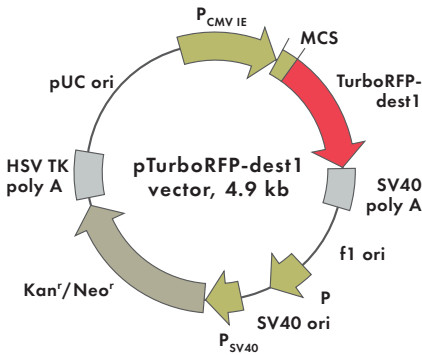 P CMV IE
MCS
TurboRFP-
dest1
pUC ori
HSV TK
poly A
pTurboRFP-dest1
vector, 4.9 kb
SV40
poly A
f1 ori
P
SV40 ori
P SV40
Kanʳ/Neoʳ